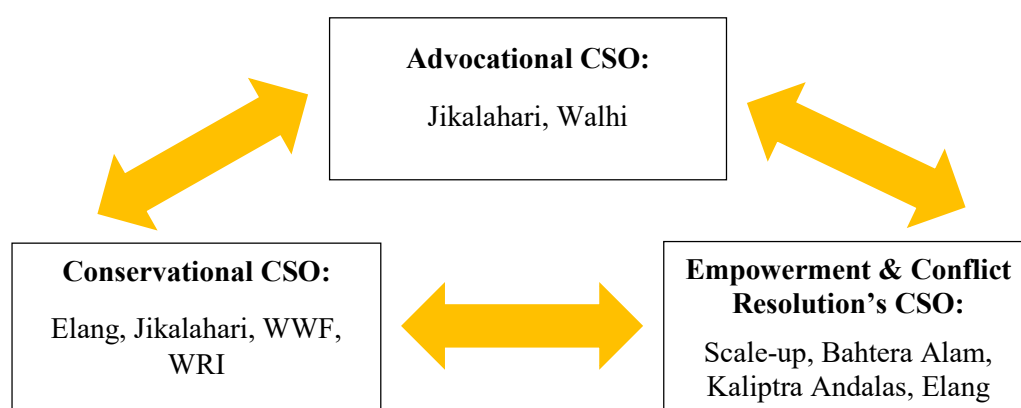 Advocational CSO:
Jikalahari, Walhi
Conservational CSO:
Elang, Jikalahari, WWF,
WRI
Empowerment & Conflict
Resolution’s CSO:
Scale-up, Bahtera Alam,
Kaliptra Andalas, Elang